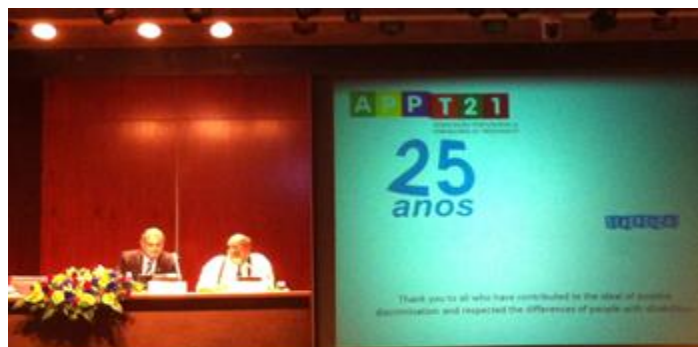 APPT21
25
anos
Thank you to all who have contributed to the ideal of positive
discrimination and respected the differences of people with